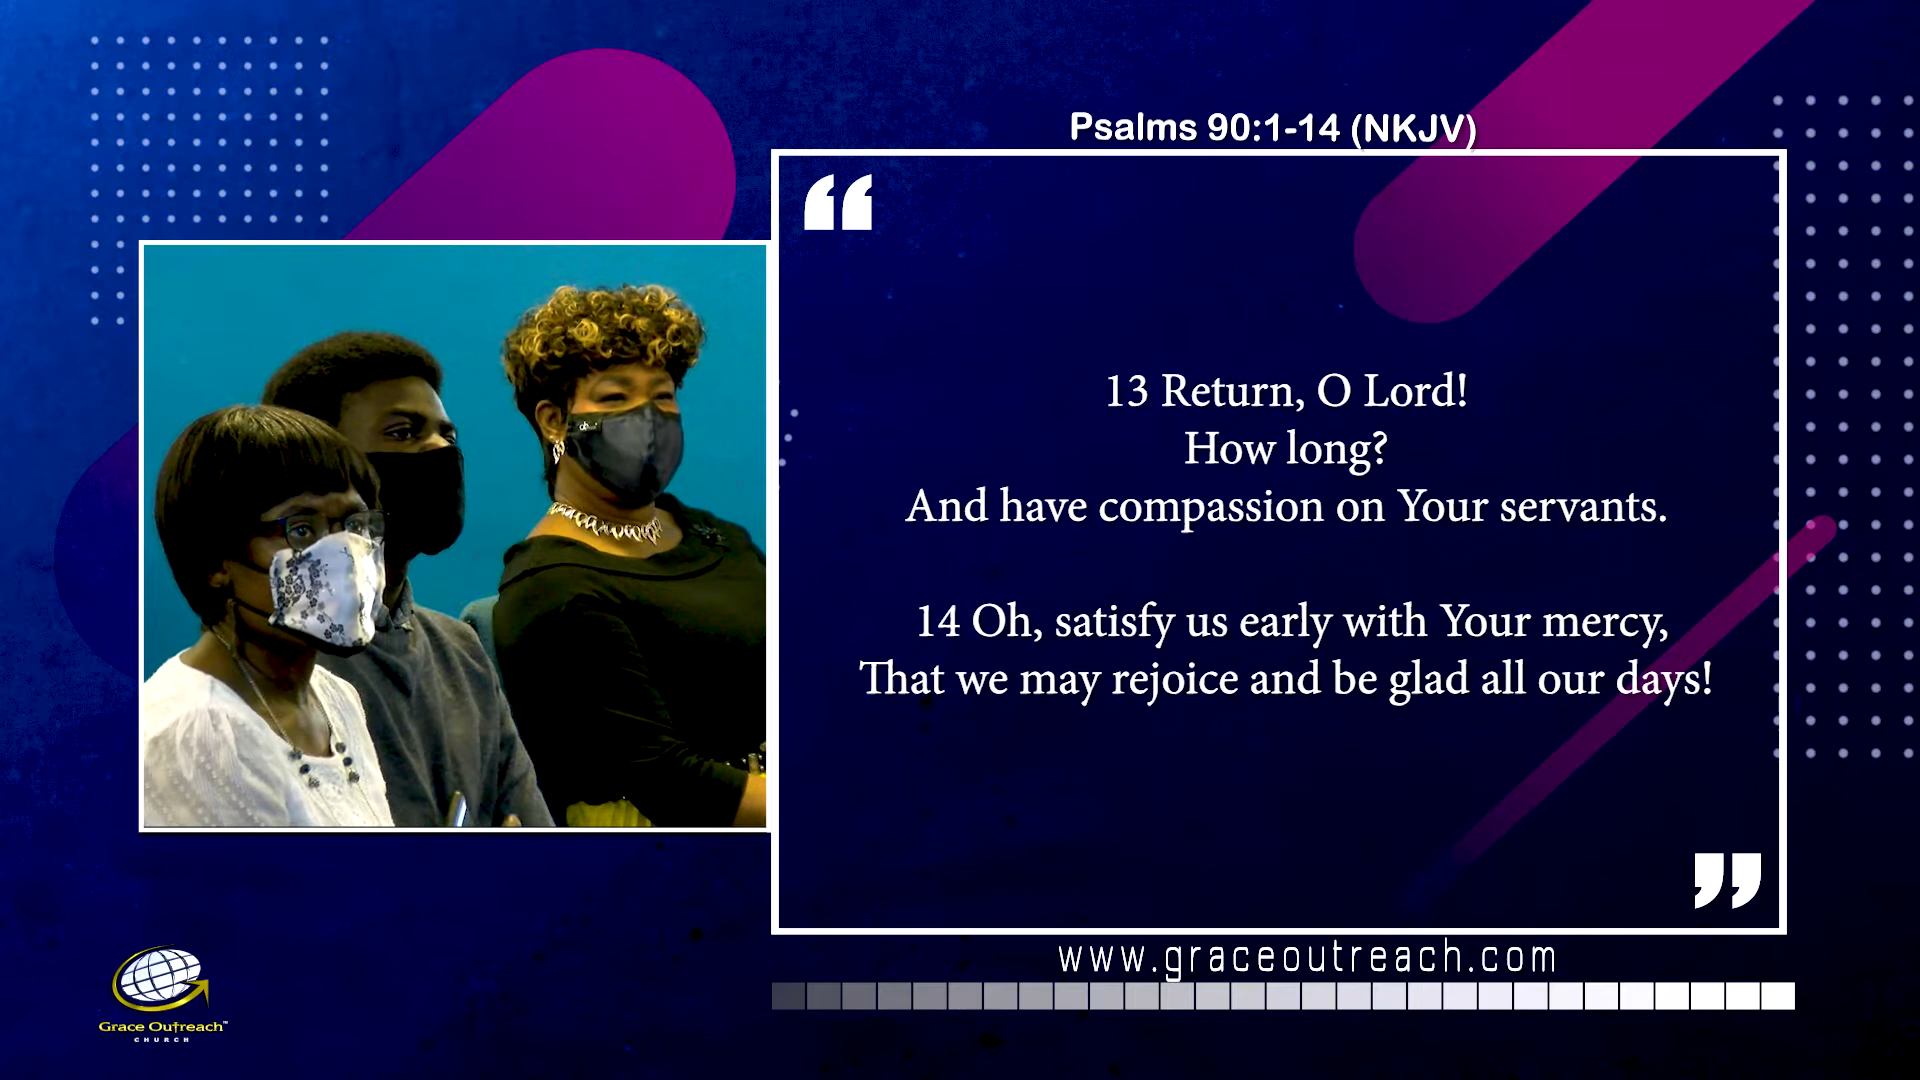 Psalms 90:1-14 (NKJV)
“
13 Return, O Lord!
How long?
And have compassion on Your servants.
14 Oh, satisfy us early with Your mercy,
That we may rejoice and be glad all our days!
”
www.graceoutreach.com
Grace Outreach™
CHURCH